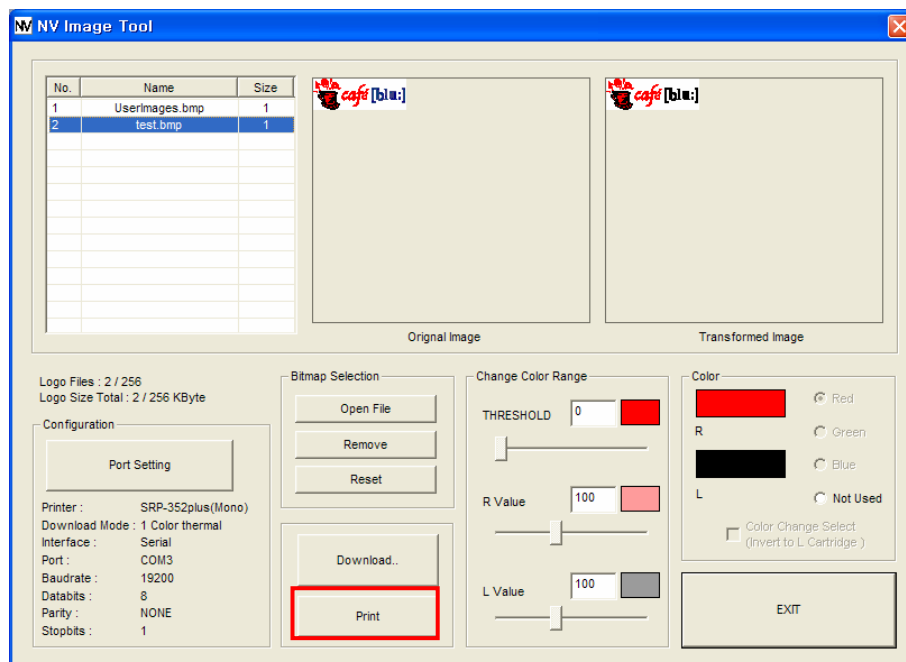 NV NV Image Tool
No. Name Size
1 UserImages.bmp 1
2 test.bmp 1
café [blu:]
café [blu:]
Orignal Image
Transformed Image
Logo Files : 2 / 256
Logo Size Total : 2 / 256 KByte
Configuration
Port Setting
Printer : SRP-352plus(Mono)
Download Mode : 1 Color thermal
Interface : Serial
Port : COM3
Baudrate : 19200
Databits : 8
Parity : NONE
Stopbits : 1
Bitmap Selection
Open File
Remove
Reset
Download..
Print
Change Color Range
THRESHOLD 0
R Value 100
L Value 100
Color
R
L
Red
Green
Blue
Not Used
Color Change Select
(Invert to L Cartridge )
EXIT